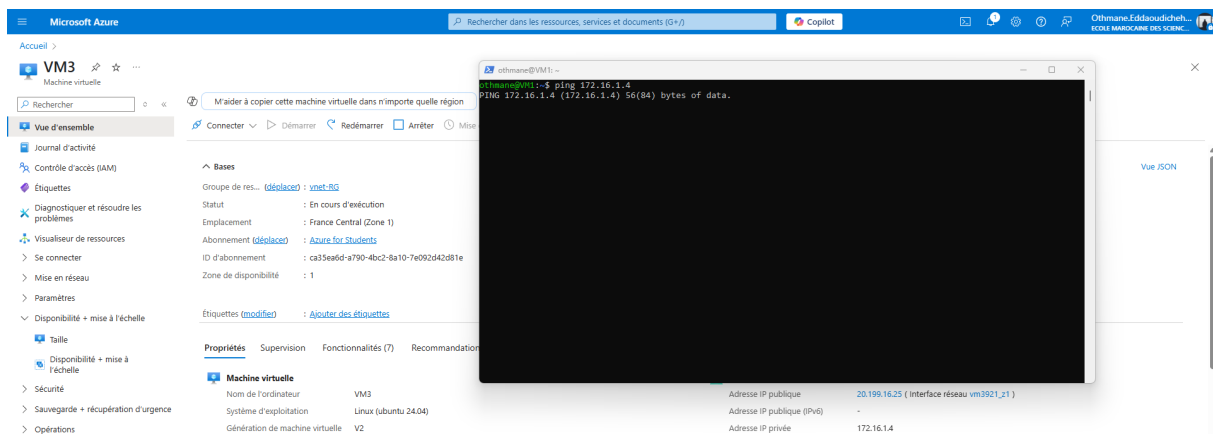 Microsoft Azure
Rechercher dans les ressources, services et documents (G+/)
Copilot
1
Othmane.Eddaoudicheh...
ECOLE MAROCAINE DES SCIENC...
Accueil >
VM3
Machine virtuelle
Rechercher
M'aider à copier cette machine virtuelle dans n'importe quelle région
Connecter
Démarrer
Redémarrer
Arrêter
Mise
Vue d'ensemble
Journal d'activité
Contrôle d'accès (IAM)
Étiquettes
Diagnostiquer et résoudre les
problèmes
Visualiseur de ressources
> Se connecter
> Mise en réseau
> Paramètres
Disponibilité + mise à l'échelle
Taille
Disponibilité + mise à
l'échelle
> Sécurité
> Sauvegarde + récupération d'urgence
> Opérations
Bases
Vue JSON
Groupe de res... (déplacer) : vnet-RG
Statut : En cours d'exécution
Emplacement : France Central (Zone 1)
Abonnement (déplacer) : Azure for Students
ID d'abonnement : ca35ea6d-a790-4bc2-8a10-7e092d42d81e
Zone de disponibilité : 1
Étiquettes (modifier) : Ajouter des étiquettes
Propriétés Supervision Fonctionnalités (7) Recommandation
Machine virtuelle
Nom de l'ordinateur VM3
Système d'exploitation Linux (ubuntu 24.04)
Génération de machine virtuelle V2
Adresse IP publique 20.199.16.25 ( Interface réseau vm3921_z1 )
Adresse IP publique (IPv6) -
Adresse IP privée 172.16.1.4
othmane@VM1: ~
othmane@VM1:~$ ping 172.16.1.4
PING 172.16.1.4 (172.16.1.4) 56(84) bytes of data.